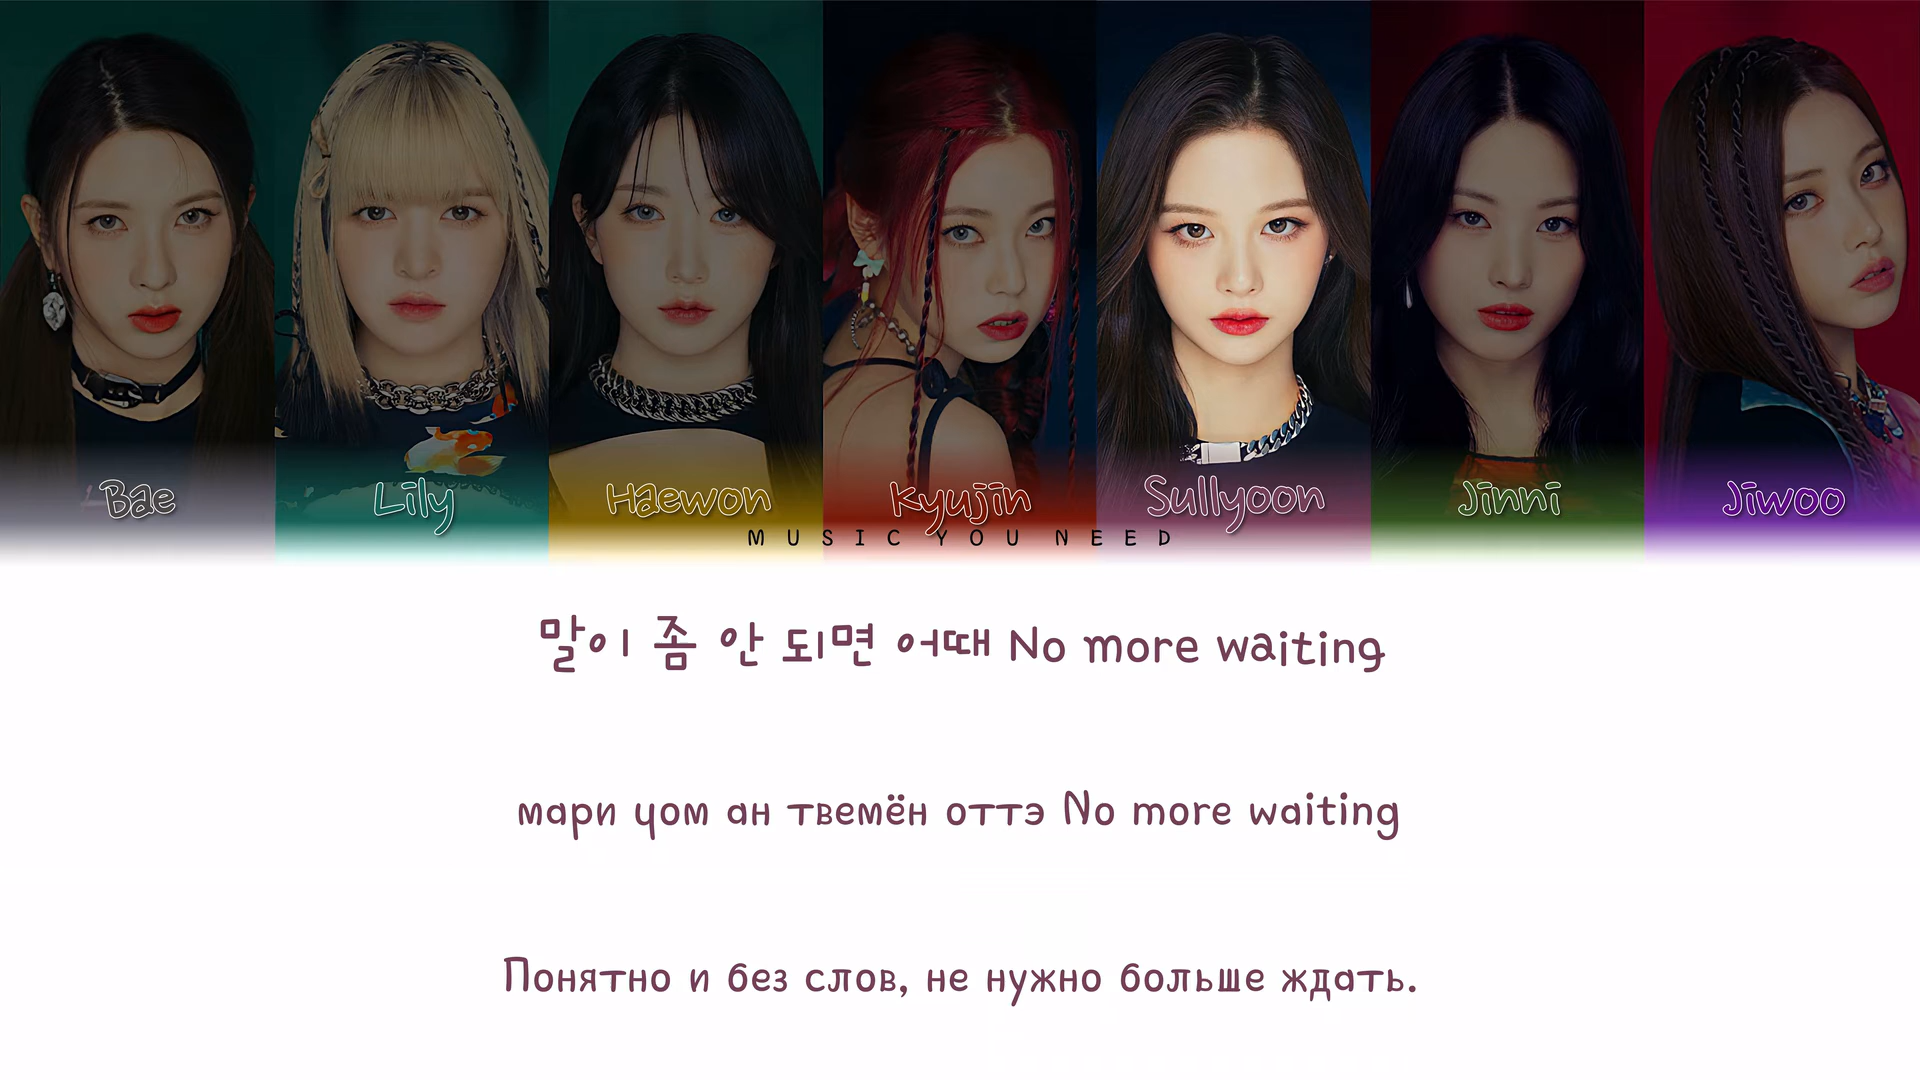 Bae Lily Haewon Kyujin Sullyoon Jinni Jiwoo
MUSIC YOU NEED
말이 좀 안 되면 어때 No more waiting
мари чом ан твемён оттэ No more waiting
Понятно и без слов, не нужно больше ждать.